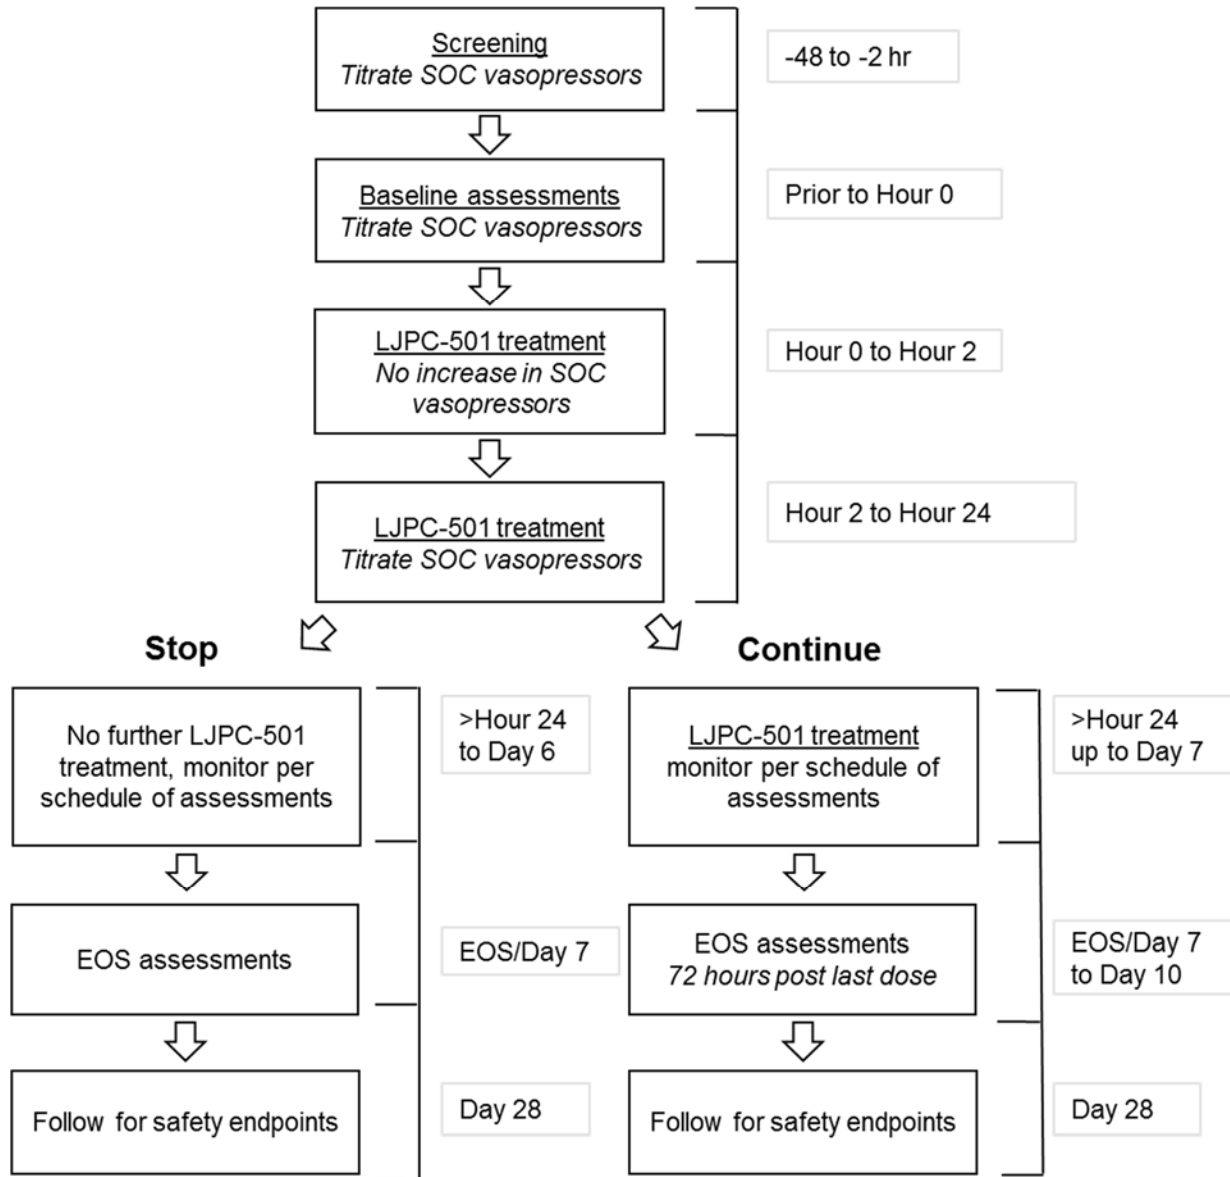 Screening
Titrate SOC vasopressors
-48 to -2 hr
Baseline assessments
Titrate SOC vasopressors
Prior to Hour 0
LJPC-501 treatment
No increase in SOC
vasopressors
Hour 0 to Hour 2
LJPC-501 treatment
Titrate SOC vasopressors
Hour 2 to Hour 24
Stop
Continue
No further LJPC-501
treatment, monitor per
schedule of assessments
>Hour 24
to Day 6
LJPC-501 treatment
monitor per schedule of
assessments
>Hour 24
up to Day 7
EOS assessments
EOS/Day 7
EOS assessments
72 hours post last dose
EOS/Day 7
to Day 10
Follow for safety endpoints
Day 28
Follow for safety endpoints
Day 28